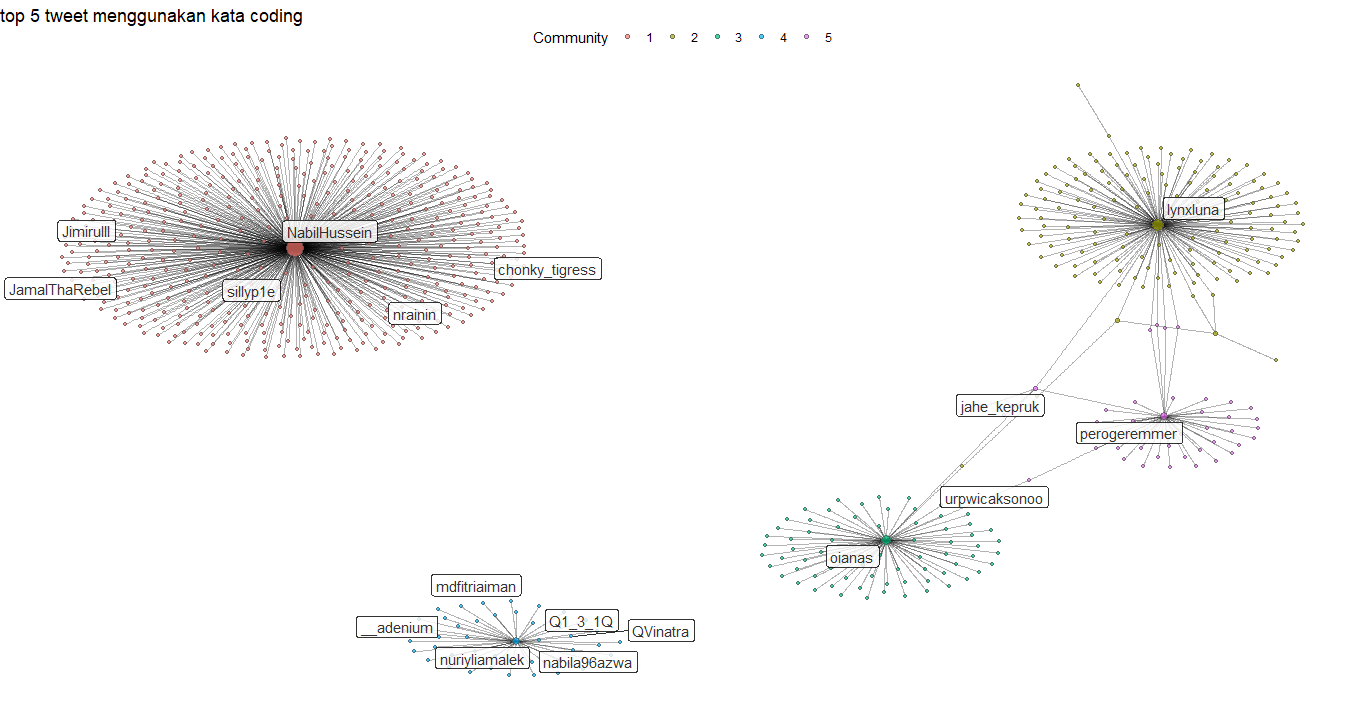 top 5 tweet menggunakan kata coding
Community 1 2 3 4 5
lynxluna
Jimirulll
NabilHussein
chonky_tigress
JamalThaRebel
sillyp1e
nrainin
jahe_kepruk
perogeremmer
urpwicaksonoo
oianas
mdfitriaiman
Q1_3_1Q
__adenium
QVinatra
nuriyliamalek
nabila96azwa